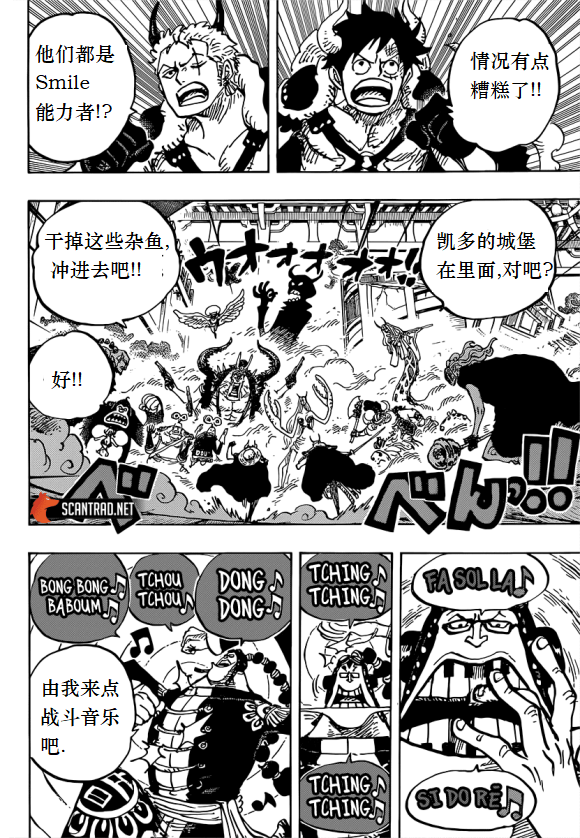 情况有点
糟糕了!!
他们都是
Smile
能力者!?
凯多的城堡
在里面,对吧?
干掉这些杂鱼,
冲进去吧!!
好!!
ウオオオオオ!!
べべんっ!!
SCANTRAD.NET
FA SOL LA♪
SI DO RÉ♪
TCHING♪
TCHING♪
TCHING♪
TCHING♪
DONG♪
DONG♪
TCHOU
TCHOU♪
BONG BONG♪
BABOUM♪
由我来点
战斗音乐
吧.